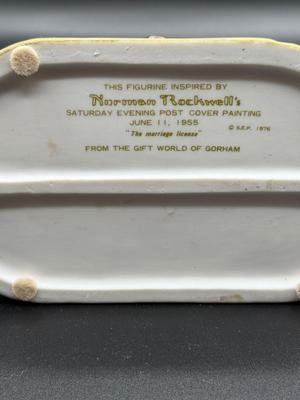 THIS FIGURINE INSPIRED BY
Norman Rockwell's
SATURDAY EVENING POST COVER PAINTING
JUNE 11, 1955
"The marriage license"
© S.E.P. 1976
FROM THE GIFT WORLD OF GORHAM